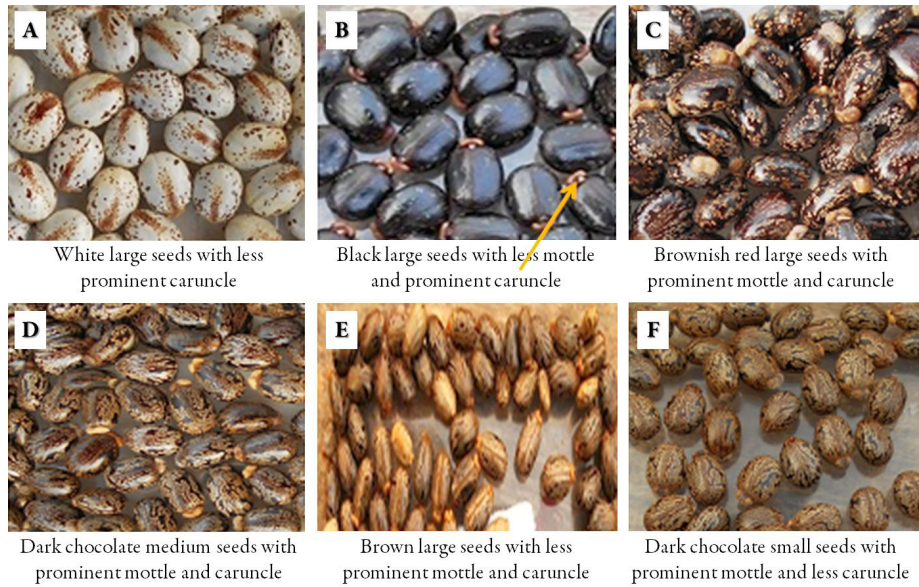 A
B
C
White large seeds with less
prominent caruncle
Black large seeds with less mottle
and prominent caruncle
Brownish red large seeds with
prominent mottle and caruncle
D
E
F
Dark chocolate medium seeds with
prominent mottle and caruncle
Brown large seeds with less
prominent mottle and caruncle
Dark chocolate small seeds with
prominent mottle and less caruncle